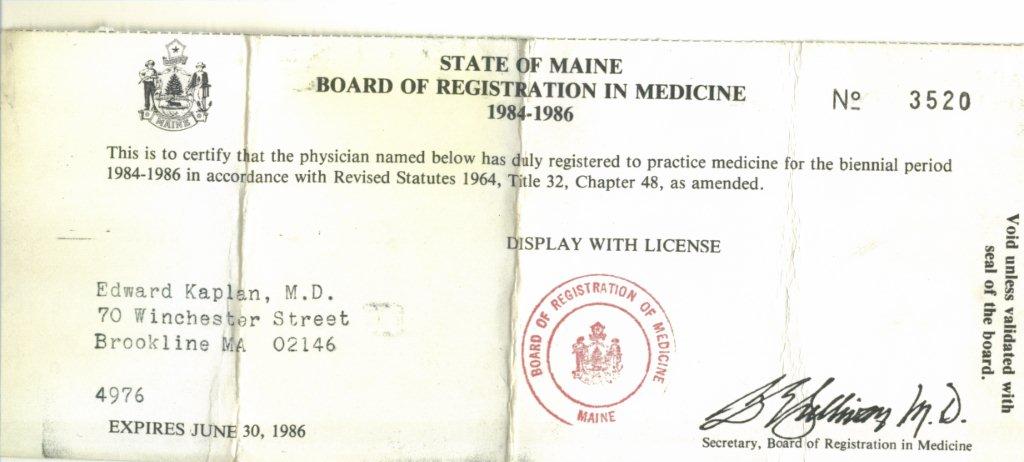 STATE OF MAINE
BOARD OF REGISTRATION IN MEDICINE
1984-1986
Nº 3520
MAINE
This is to certify that the physician named below has duly registered to practice medicine for the biennial period
1984-1986 in accordance with Revised Statutes 1964, Title 32, Chapter 48, as amended.
DISPLAY WITH LICENSE
Edward Kaplan, M.D.
70 Winchester Street
Brookline MA 02146
4976
EXPIRES JUNE 30, 1986
BOARD OF REGISTRATION OF MEDICINE
MAINE
Sullivan M.D.
Secretary, Board of Registration in Medicine
Void unless validated with
seal of the board.